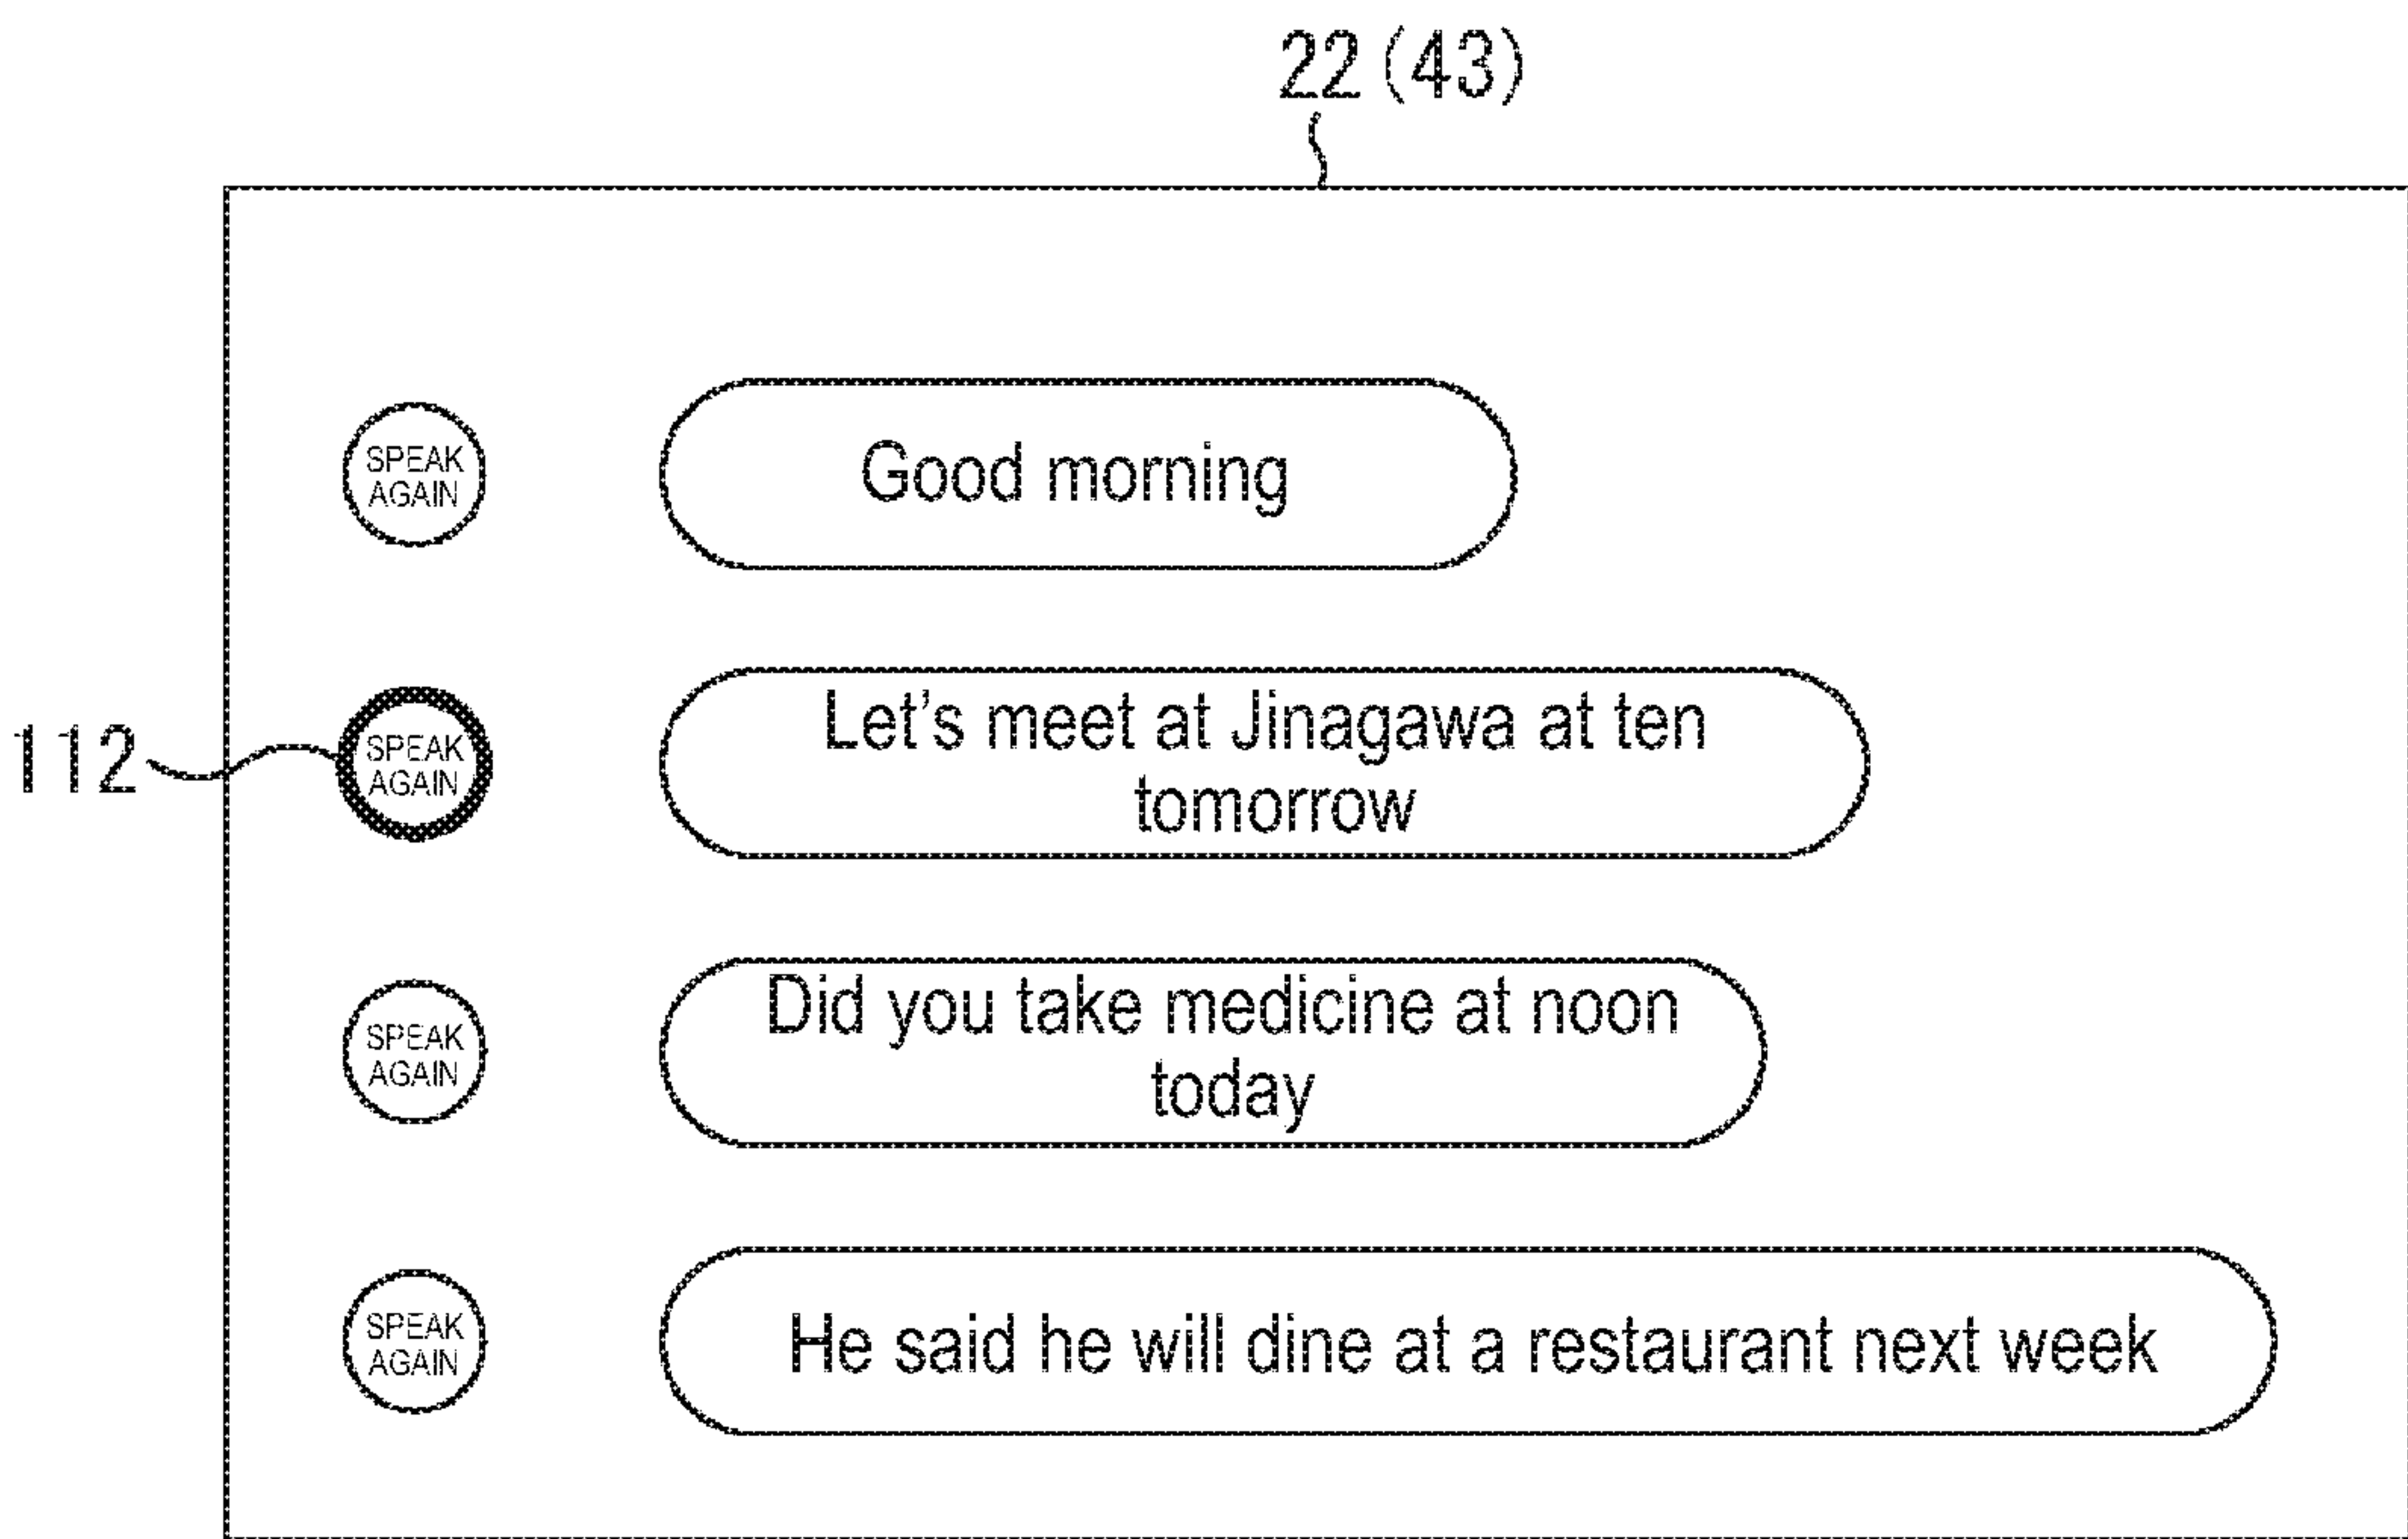 22 (43)
SPEAK
AGAIN
Good morning
112
SPEAK
AGAIN
Let's meet at Jinagawa at ten
tomorrow
SPEAK
AGAIN
Did you take medicine at noon
today
SPEAK
AGAIN
He said he will dine at a restaurant next week